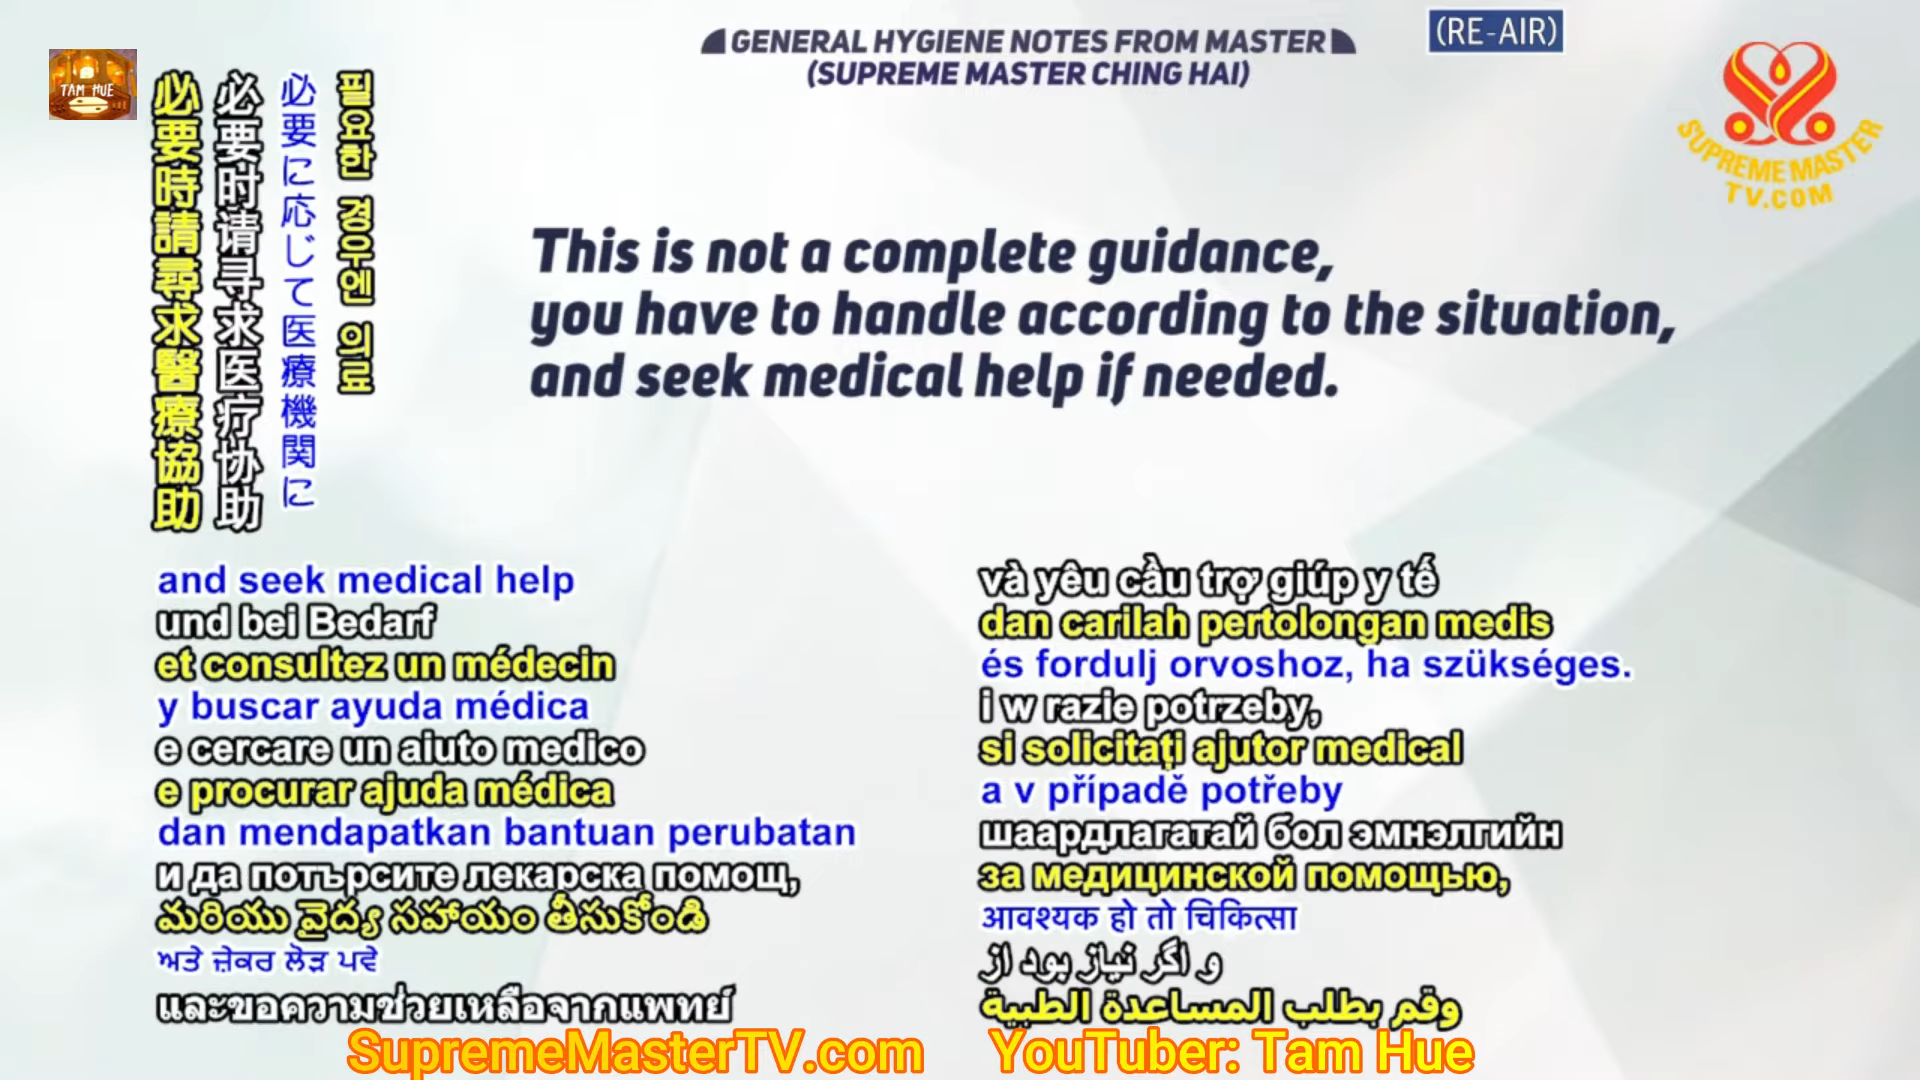 GENERAL HYGIENE NOTES FROM MASTER
(SUPREME MASTER CHING HAI)
(RE-AIR)
TAM HUE
SUPREME MASTER
TV.COM
必要時請尋求醫療協助
必要时请寻求医疗协助
必要に応じて医療機関に
필요한 경우엔 의료
This is not a complete guidance,
you have to handle according to the situation,
and seek medical help if needed.
and seek medical help
und bei Bedarf
et consultez un médecin
y buscar ayuda médica
e cercare un aiuto medico
e procurar ajuda médica
dan mendapatkan bantuan perubatan
и да потърсите лекарска помощ,
మరియు వైద్య సహాయం తీసుకోండి
ਅਤੇ ਜ਼ੇਕਰ ਲੋੜ ਪਵੇ
และขอความช่วยเหลือจากแพทย์
và yêu cầu trợ giúp y tế
dan carilah pertolongan medis
és fordulj orvoshoz, ha szükséges.
i w razie potrzeby,
si solicitați ajutor medical
a v případě potřeby
шаардлагатай бол эмнэлгийн
за медицинской помощью,
आवश्यक हो तो चिकित्सा
و اگر نیاز بود از
وقم بطلب المساعدة الطبية
SupremeMasterTV.com
YouTuber: Tam Hue